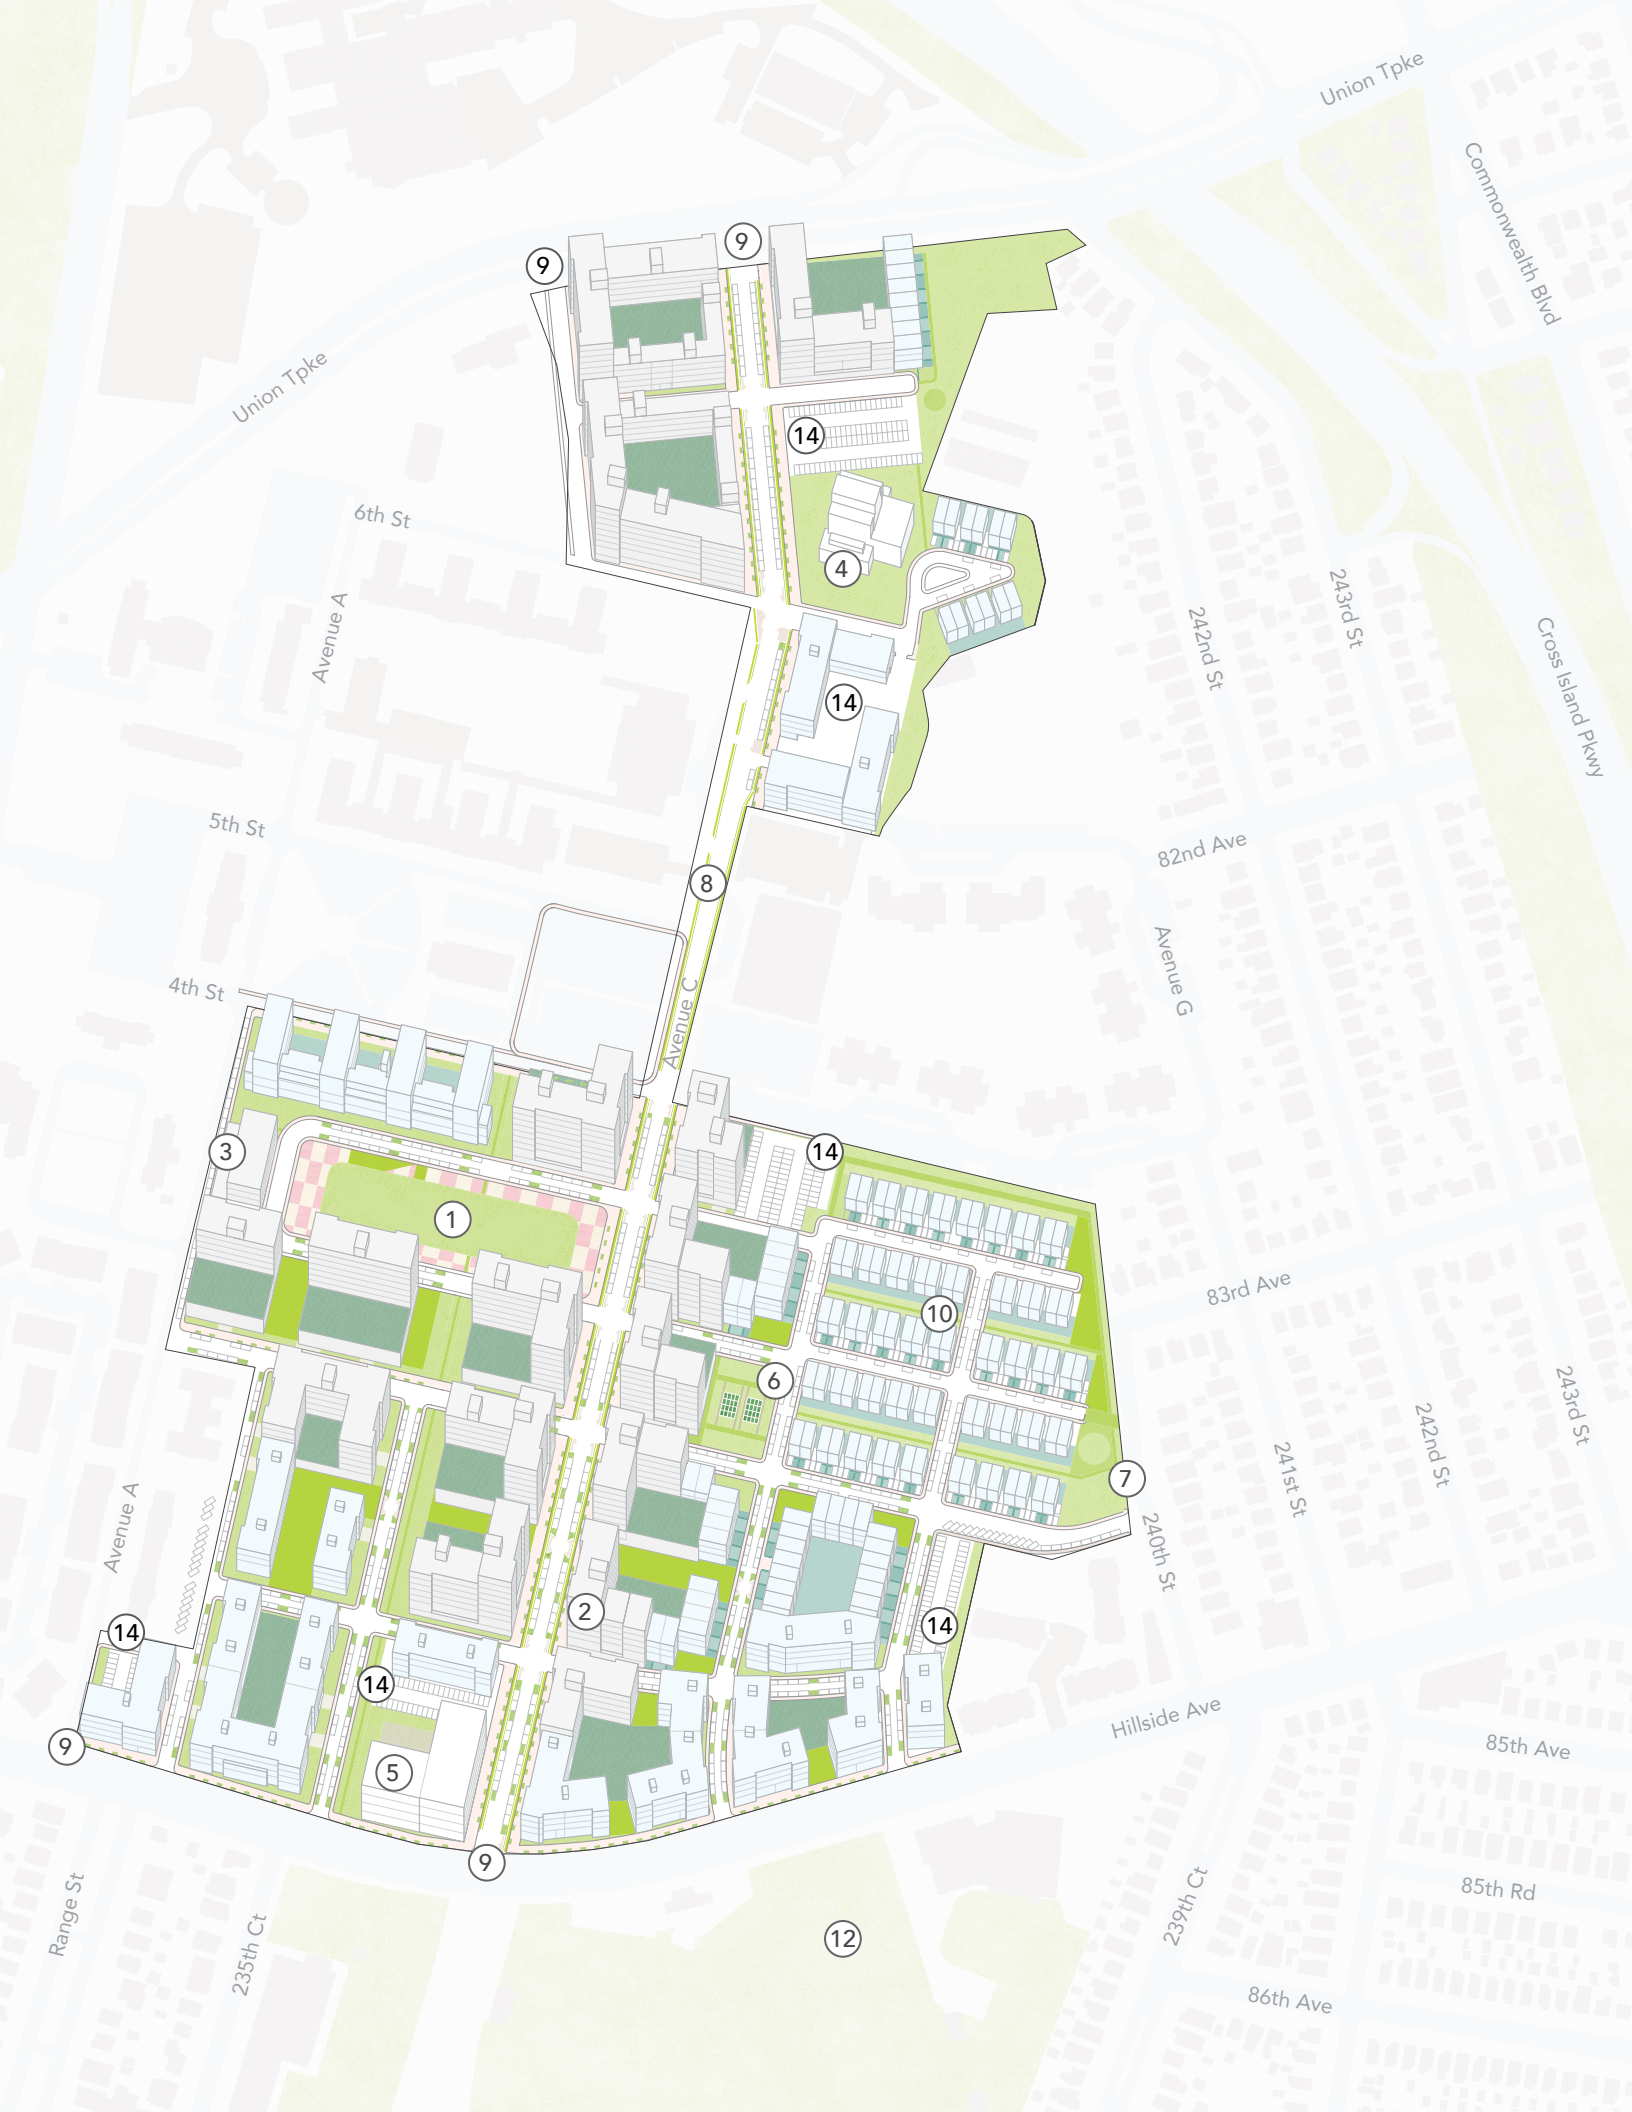 Union Tpke
Commonwealth Blvd
9
9
Union Tpke
14
6th St
4
243rd St
Avenue A
242nd St
Cross Island Pkwy
14
5th St
82nd Ave
8
Avenue G
4th St
Avenue C
3
14
1
83rd Ave
10
6
243rd St
242nd St
7
241st St
Avenue A
240th St
2
14
14
14
Hillside Ave
9
5
85th Ave
9
85th Rd
Range St
239th Ct
235th Ct
12
86th Ave